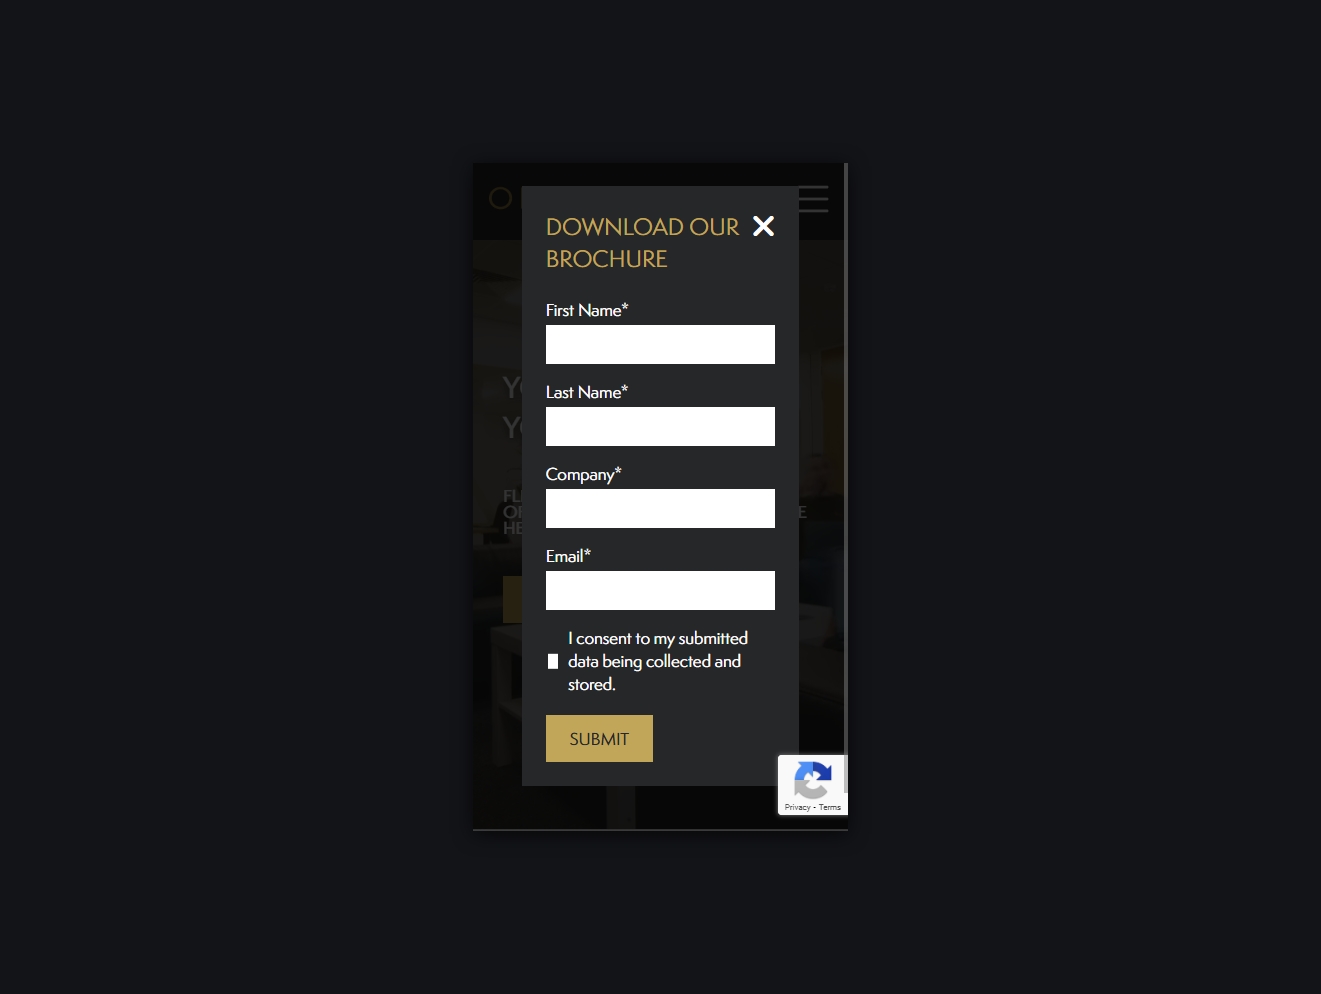 DOWNLOAD OUR
BROCHURE
First Name*
Last Name*
Company*
Email*
I consent to my submitted
data being collected and
stored.
SUBMIT
Privacy - Terms